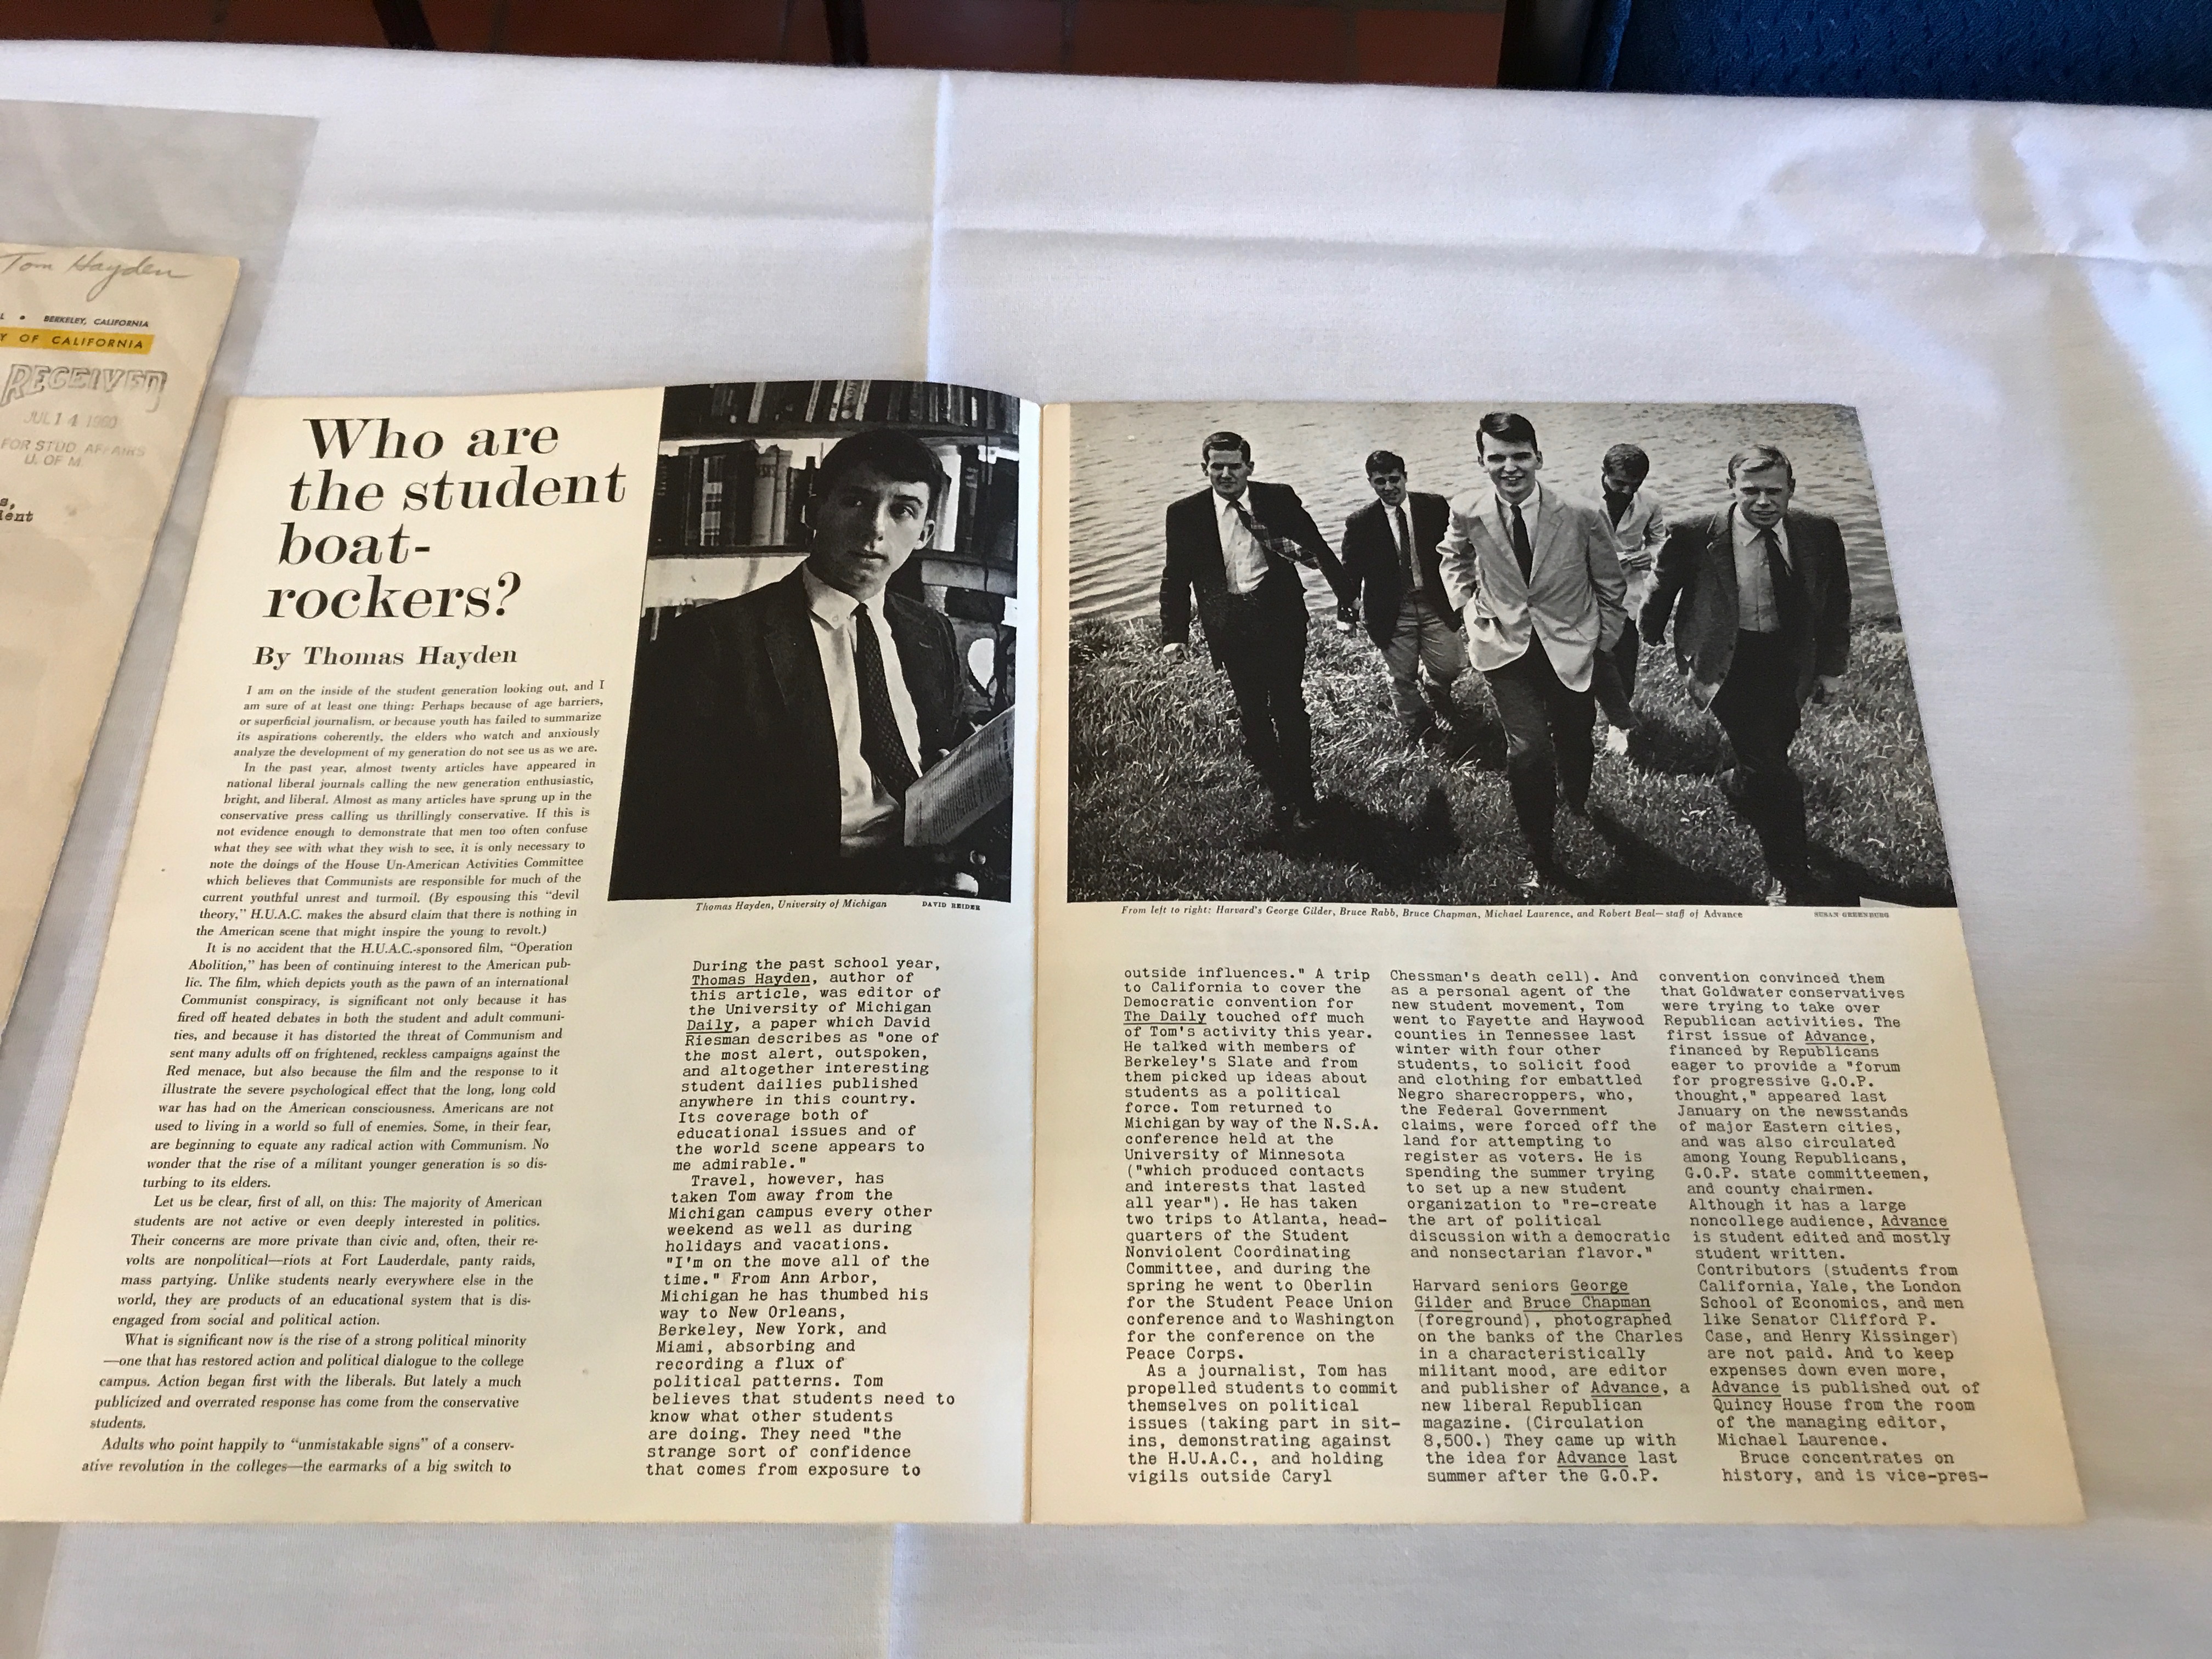 Tom Hayden
BERKELEY, CALIFORNIA
OF CALIFORNIA
RECEIVED
JUL 14 1960
FOR STUD. AFFAIRS
U. OF M.
Who are
the student
boat-
rockers?
By Thomas Hayden
I am on the inside of the student generation looking out, and I
am sure of at least one thing: Perhaps because of age barriers,
or superficial journalism, or because youth has failed to summarize
its aspirations coherently, the elders who watch and anxiously
analyze the development of my generation do not see us as we are.
In the past year, almost twenty articles have appeared in
national liberal journals calling the new generation enthusiastic,
bright, and liberal. Almost as many articles have sprung up in the
conservative press calling us thrillingly conservative. If this is
not evidence enough to demonstrate that men too often confuse
what they see with what they wish to see, it is only necessary to
note the doings of the House Un-American Activities Committee
which believes that Communists are responsible for much of the
current youthful unrest and turmoil. (By espousing this “devil
theory,” H.U.A.C. makes the absurd claim that there is nothing in
the American scene that might inspire the young to revolt.)
It is no accident that the H.U.A.C.-sponsored film, “Operation
Abolition,” has been of continuing interest to the American pub-
lic. The film, which depicts youth as the pawn of an international
Communist conspiracy, is significant not only because it has
fired off heated debates in both the student and adult communi-
ties, and because it has distorted the threat of Communism and
sent many adults off on frightened, reckless campaigns against the
Red menace, but also because the film and the response to it
illustrate the severe psychological effect that the long, long cold
war has had on the American consciousness. Americans are not
used to living in a world so full of enemies. Some, in their fear,
are beginning to equate any radical action with Communism. No
wonder that the rise of a militant younger generation is so dis-
turbing to its elders.
Let us be clear, first of all, on this: The majority of American
students are not active or even deeply interested in politics.
Their concerns are more private than civic and, often, their re-
volts are nonpolitical—riots at Fort Lauderdale, panty raids,
mass partying. Unlike students nearly everywhere else in the
world, they are products of an educational system that is dis-
engaged from social and political action.
What is significant now is the rise of a strong political minority
—one that has restored action and political dialogue to the college
campus. Action began first with the liberals. But lately a much
publicized and overrated response has come from the conservative
students.
Adults who point happily to “unmistakable signs” of a conserv-
ative revolution in the colleges—the earmarks of a big switch to
Thomas Hayden, University of Michigan
DAVID REIDER
During the past school year,
Thomas Hayden, author of
this article, was editor of
the University of Michigan
Daily, a paper which David
Riesman describes as "one of
the most alert, outspoken,
and altogether interesting
student dailies published
anywhere in this country.
Its coverage both of
educational issues and of
the world scene appears to
me admirable."
Travel, however, has
taken Tom away from the
Michigan campus every other
weekend as well as during
holidays and vacations.
"I'm on the move all of the
time." From Ann Arbor,
Michigan he has thumbed his
way to New Orleans,
Berkeley, New York, and
Miami, absorbing and
recording a flux of
political patterns. Tom
believes that students need to
know what other students
are doing. They need "the
strange sort of confidence
that comes from exposure to
From left to right: Harvard's George Gilder, Bruce Rabb, Bruce Chapman, Michael Laurence, and Robert Beal—staff of Advance
SUSAN GREENBURG
outside influences." A trip
to California to cover the
Democratic convention for
The Daily touched off much
of Tom's activity this year.
He talked with members of
Berkeley's Slate and from
them picked up ideas about
students as a political
force. Tom returned to
Michigan by way of the N.S.A.
conference held at the
University of Minnesota
("which produced contacts
and interests that lasted
all year"). He has taken
two trips to Atlanta, head-
quarters of the Student
Nonviolent Coordinating
Committee, and during the
spring he went to Oberlin
for the Student Peace Union
conference and to Washington
for the conference on the
Peace Corps.
As a journalist, Tom has
propelled students to commit
themselves on political
issues (taking part in sit-
ins, demonstrating against
the H.U.A.C., and holding
vigils outside Caryl
Chessman's death cell). And
as a personal agent of the
new student movement, Tom
went to Fayette and Haywood
counties in Tennessee last
winter with four other
students, to solicit food
and clothing for embattled
Negro sharecroppers, who,
the Federal Government
claims, were forced off the
land for attempting to
register as voters. He is
spending the summer trying
to set up a new student
organization to "re-create
the art of political
discussion with a democratic
and nonsectarian flavor."
Harvard seniors George
Gilder and Bruce Chapman
(foreground), photographed
on the banks of the Charles
in a characteristically
militant mood, are editor
and publisher of Advance, a
new liberal Republican
magazine. (Circulation
8,500.) They came up with
the idea for Advance last
summer after the G.O.P.
convention convinced them
that Goldwater conservatives
were trying to take over
Republican activities. The
first issue of Advance,
financed by Republicans
eager to provide a "forum
for progressive G.O.P.
thought," appeared last
January on the newsstands
of major Eastern cities,
and was also circulated
among Young Republicans,
G.O.P. state committeemen,
and county chairmen.
Although it has a large
noncollege audience, Advance
is student edited and mostly
student written.
Contributors (students from
California, Yale, the London
School of Economics, and men
like Senator Clifford P.
Case, and Henry Kissinger)
are not paid. And to keep
expenses down even more,
Advance is published out of
Quincy House from the room
of the managing editor,
Michael Laurence.
Bruce concentrates on
history, and is vice-pres-